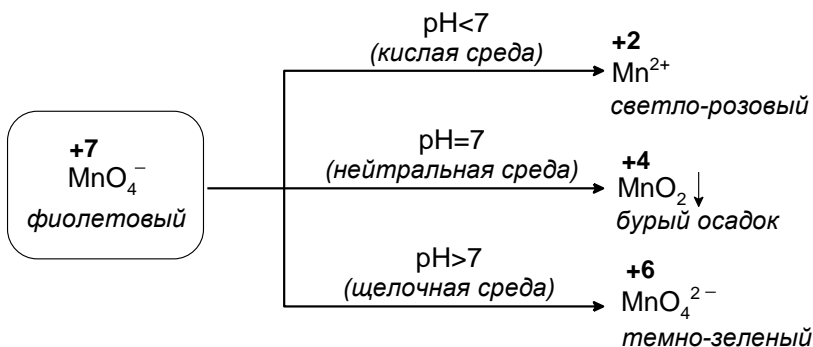 +7
MnO₄⁻
фиолетовый
pH<7
(кислая среда)
+2
Mn²⁺
светло-розовый
pH=7
(нейтральная среда)
+4
MnO₂↓
бурый осадок
pH>7
(щелочная среда)
+6
MnO₄²⁻
темно-зеленый